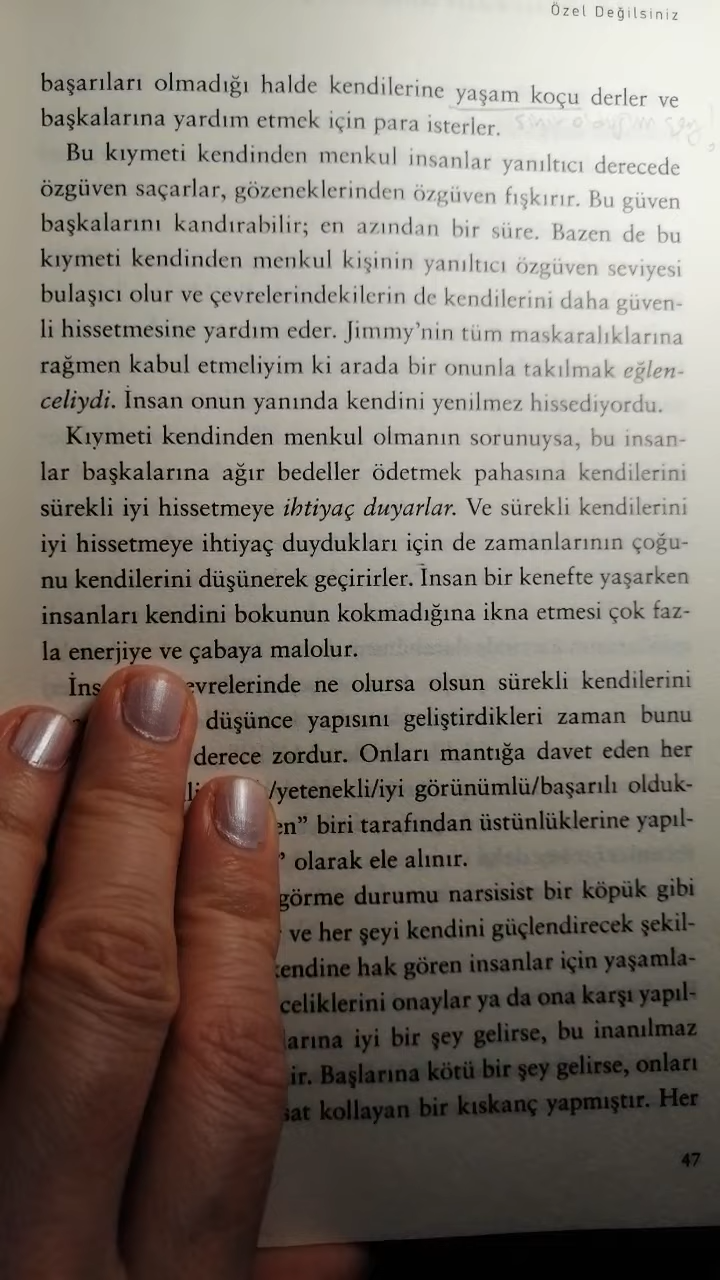 Özel Değilsiniz
başarıları olmadığı halde kendilerine yaşam koçu derler ve
başkalarına yardım etmek için para isterler.
Bu kıymeti kendinden menkul insanlar yanıltıcı derecede
özgüven saçarlar, gözeneklerinden özgüven fışkırır. Bu güven
başkalarını kandırabilir; en azından bir süre. Bazen de bu
kıymeti kendinden menkul kişinin yanıltıcı özgüven seviyesi
bulaşıcı olur ve çevrelerindekilerin de kendilerini daha güven-
li hissetmesine yardım eder. Jimmy'nin tüm maskaralıklarına
rağmen kabul etmeliyim ki arada bir onunla takılmak eğlen-
celiydi. İnsan onun yanında kendini yenilmez hissediyordu.
Kıymeti kendinden menkul olmanın sorunuysa, bu insan-
lar başkalarına ağır bedeller ödetmek pahasına kendilerini
sürekli iyi hissetmeye ihtiyaç duyarlar. Ve sürekli kendilerini
iyi hissetmeye ihtiyaç duydukları için de zamanlarının çoğu-
nu kendilerini düşünerek geçirirler. İnsan bir kenefte yaşarken
insanları kendini bokunun kokmadığına ikna etmesi çok faz-
la enerjiye ve çabaya malolur.
ne olursa olsun sürekli kendilerini
düşünce yapısını geliştirdikleri zaman bunu
derece zordur. Onları mantığa davet eden her
/yetenekli/iyi görünümlü/başarılı olduk-
biri tarafından üstünlüklerine yapıl-
olarak ele alınır.
görme durumu narsisist bir köpük gibi
ve her şeyi kendini güçlendirecek şekil-
kendine hak gören insanlar için yaşamla-
onaylar ya da ona karşı yapıl-
iyi bir şey gelirse, bu inanılmaz
Başlarına kötü bir şey gelirse, onları
kollayan bir kıskanç yapmıştır. Her
47